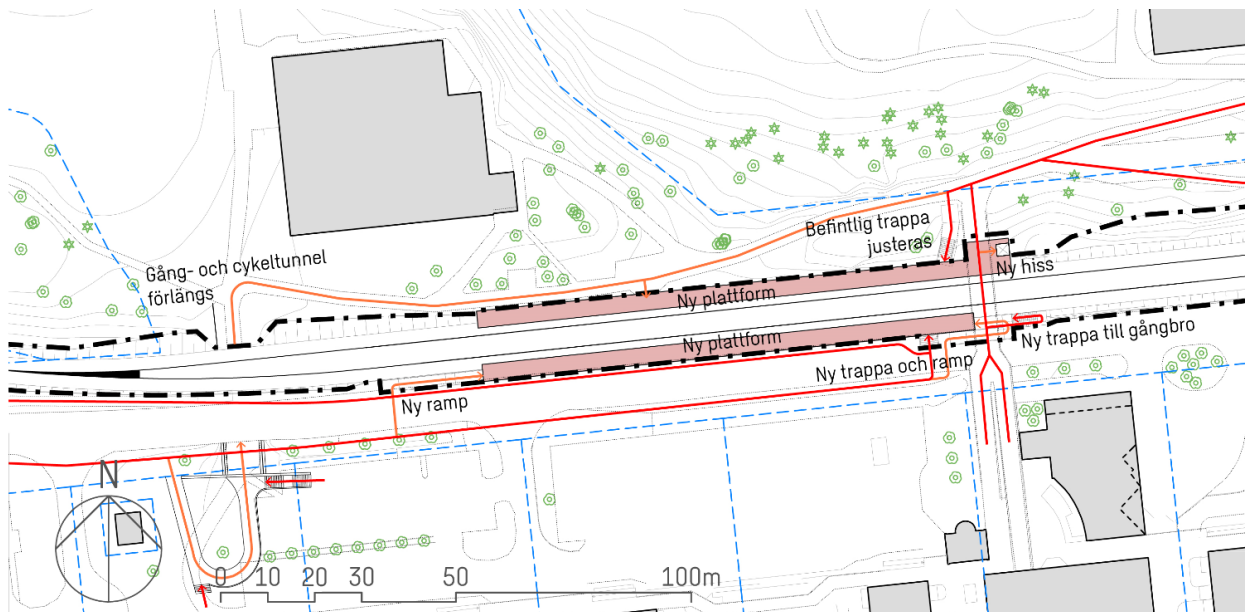 Befintlig trappa
justeras
Gång- och cykeltunnel
förlängs
Ny hiss
Ny plattform
Ny plattform
Ny trappa till gångbro
Ny trappa och ramp
Ny ramp
N
0 10 20 30 50 100m